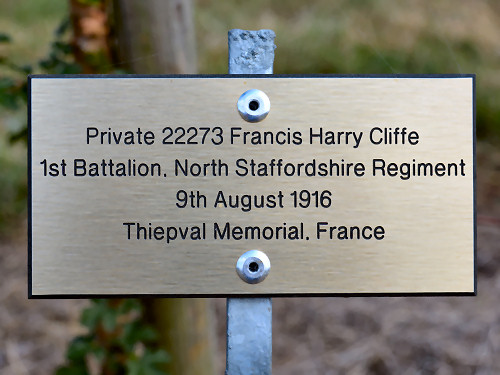 Private 22273 Francis Harry Cliffe
1st Battalion, North Staffordshire Regiment
9th August 1916
Thiepval Memorial, France